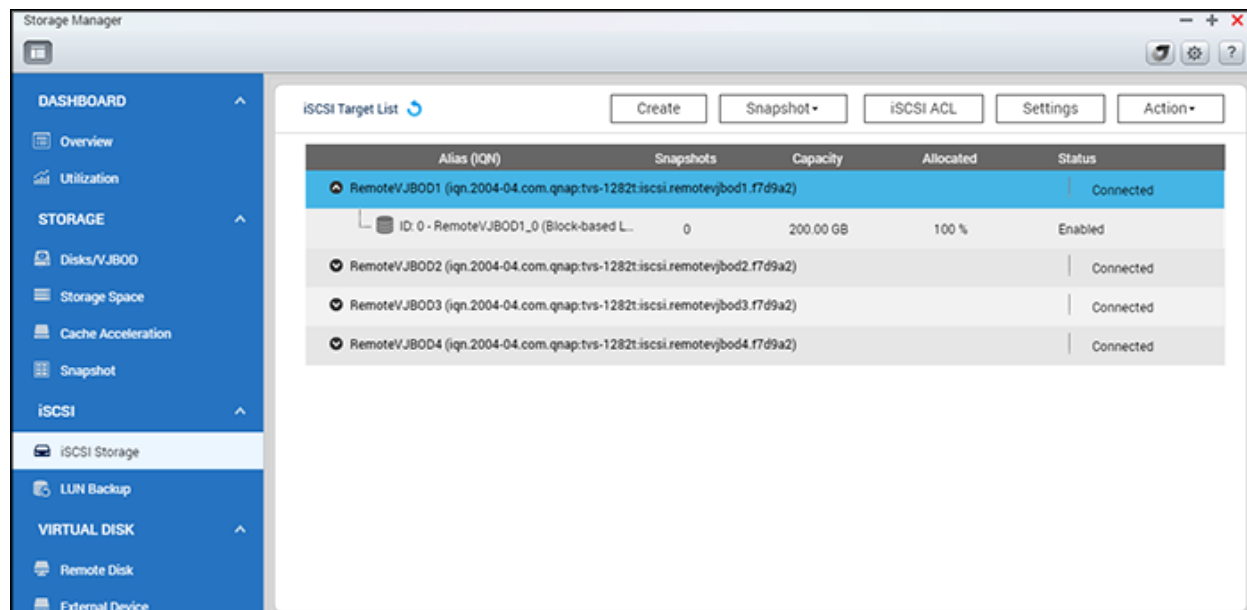 Storage Manager
DASHBOARD
Overview
Utilization
STORAGE
Disks/VJBOD
Storage Space
Cache Acceleration
Snapshot
iSCSI
iSCSI Storage
LUN Backup
VIRTUAL DISK
Remote Disk
External Device
iSCSI Target List
Create Snapshot iSCSI ACL Settings Action
Alias (IQN) Snapshots Capacity Allocated Status
RemoteVJBOD1 (iqn.2004-04.com.qnap:tvs-1282t:iscsi.remotevjbod1.f7d9a2) Connected
ID: 0 - RemoteVJBOD1_0 (Block-based L... 0 200.00 GB 100 % Enabled
RemoteVJBOD2 (iqn.2004-04.com.qnap:tvs-1282t:iscsi.remotevjbod2.f7d9a2) Connected
RemoteVJBOD3 (iqn.2004-04.com.qnap:tvs-1282t:iscsi.remotevjbod3.f7d9a2) Connected
RemoteVJBOD4 (iqn.2004-04.com.qnap:tvs-1282t:iscsi.remotevjbod4.f7d9a2) Connected